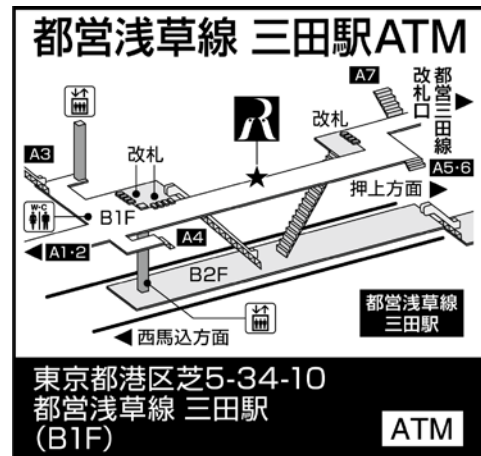 都営浅草線 三田駅ATM
A7
都営三田線
改札口
改札
A3
改札
A5・6
押上方面
W・C
B1F
A1・2
A4
B2F
都営浅草線
三田駅
西馬込方面
東京都港区芝5-34-10
都営浅草線 三田駅
(B1F)
ATM